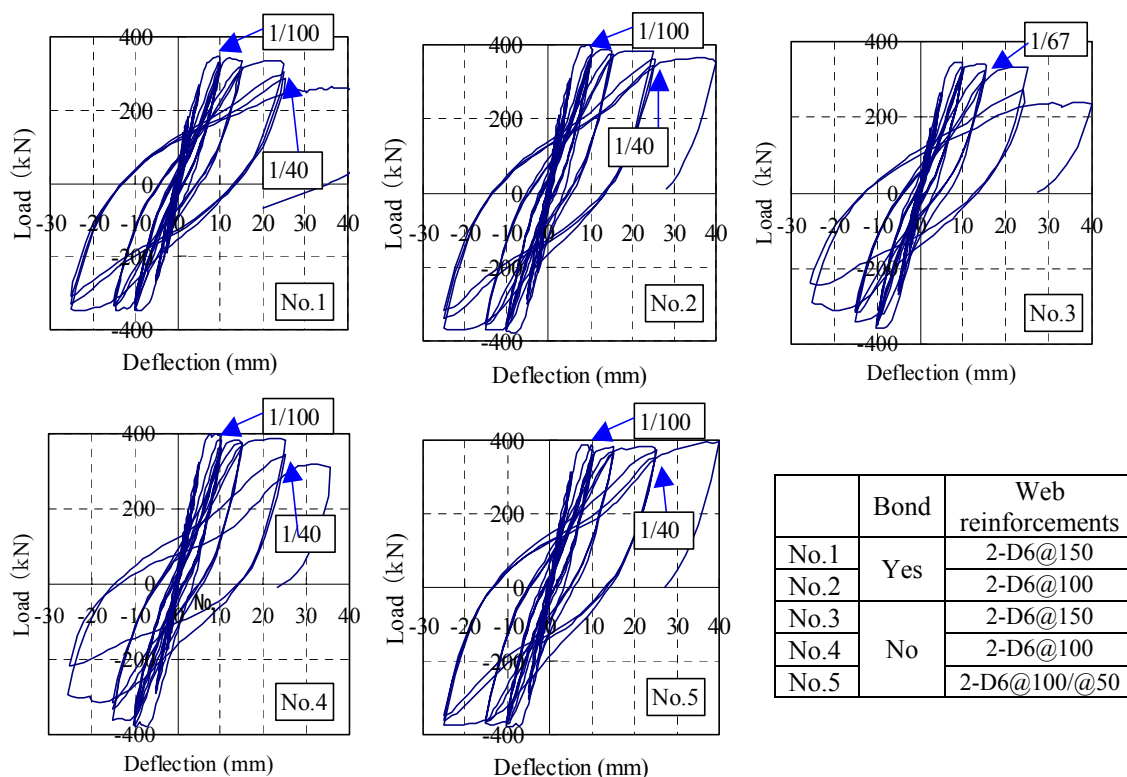 1/100
400
200
0
-200
-400
-30 -20 -10 0 10 20 30 40
1/40
No.1
Load (kN)
Deflection (mm)
1/100
400
200
0
-200
-400
-30 -20 -10 0 10 20 30 40
1/40
No.2
Load (kN)
Deflection (mm)
1/67
400
200
0
-200
-400
-30 -20 -10 0 10 20 30 40
No.3
Load (kN)
Deflection (mm)
1/100
400
200
0
-200
-400
-30 -20 -10 0 10 20 30 40
1/40
No.
No.4
Load (kN)
Deflection (mm)
1/100
400
200
0
-200
-400
-30 -20 -10 0 10 20 30 40
1/40
No.5
Load (kN)
Deflection (mm)
Bond Web reinforcements
No.1 Yes 2-D6@150
No.2 2-D6@100
No.3 No 2-D6@150
No.4 2-D6@100
No.5 2-D6@100/@50